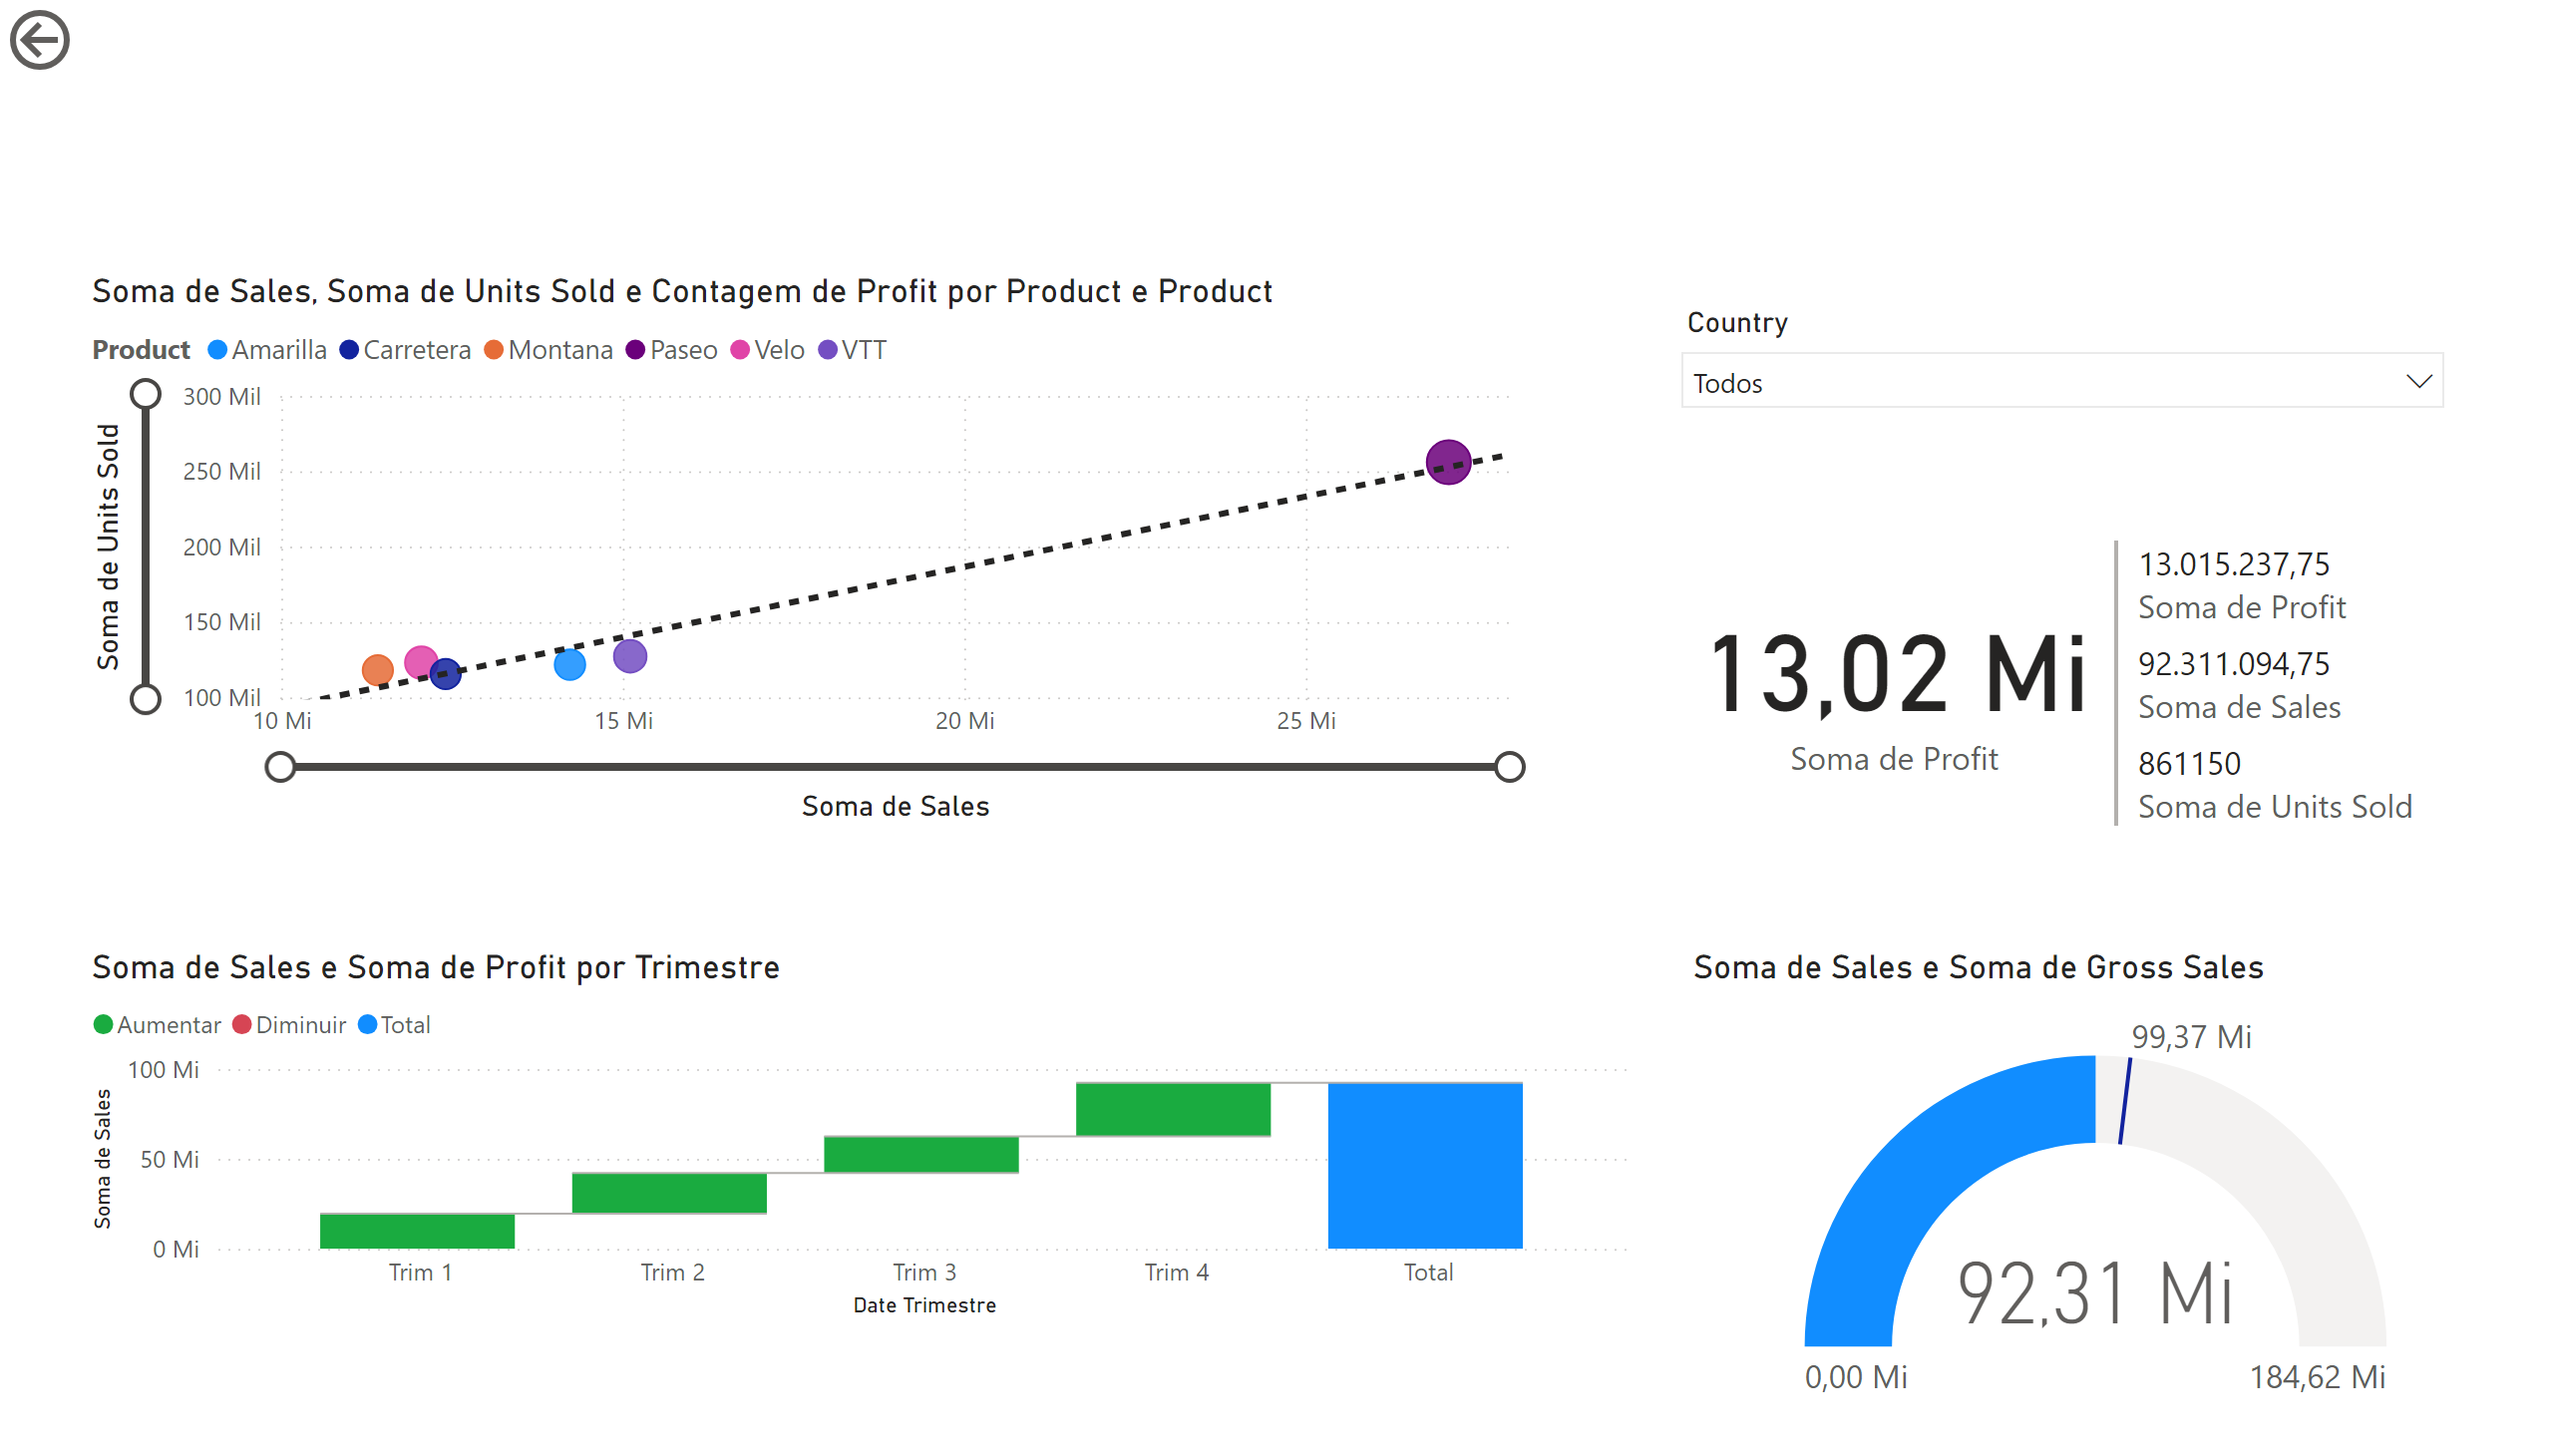 Soma de Sales, Soma de Units Sold e Contagem de Profit por Product e Product
Product Amarilla Carretera Montana Paseo Velo VTT
Soma de Units Sold
300 Mil
250 Mil
200 Mil
150 Mil
100 Mil
10 Mi 15 Mi 20 Mi 25 Mi
Soma de Sales
Country
Todos
13,02 Mi
Soma de Profit
13.015.237,75
Soma de Profit
92.311.094,75
Soma de Sales
861150
Soma de Units Sold
Soma de Sales e Soma de Profit por Trimestre
Aumentar Diminuir Total
Soma de Sales
100 Mi
50 Mi
0 Mi
Trim 1 Trim 2 Trim 3 Trim 4 Total
Date Trimestre
Soma de Sales e Soma de Gross Sales
99,37 Mi
92,31 Mi
0,00 Mi 184,62 Mi